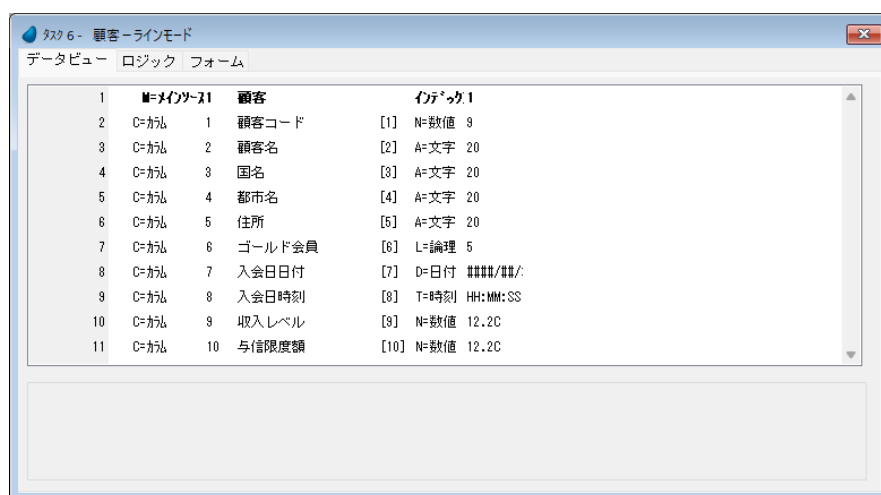 ﾀｽｸ 6 - 顧客－ラインモード
データビュー ロジック フォーム
1 M=ﾒｲﾝｿｰｽ1 顧客 ｲﾝﾃﾞｯｸ 1
2 C=ｶﾗﾑ 1 顧客コード [1] N=数値 9
3 C=ｶﾗﾑ 2 顧客名 [2] A=文字 20
4 C=ｶﾗﾑ 3 国名 [3] A=文字 20
5 C=ｶﾗﾑ 4 都市名 [4] A=文字 20
6 C=ｶﾗﾑ 5 住所 [5] A=文字 20
7 C=ｶﾗﾑ 6 ゴールド会員 [6] L=論理 5
8 C=ｶﾗﾑ 7 入会日日付 [7] D=日付 ####/##/
9 C=ｶﾗﾑ 8 入会日時刻 [8] T=時刻 HH:MM:SS
10 C=ｶﾗﾑ 9 収入レベル [9] N=数値 12.2C
11 C=ｶﾗﾑ 10 与信限度額 [10] N=数値 12.2C